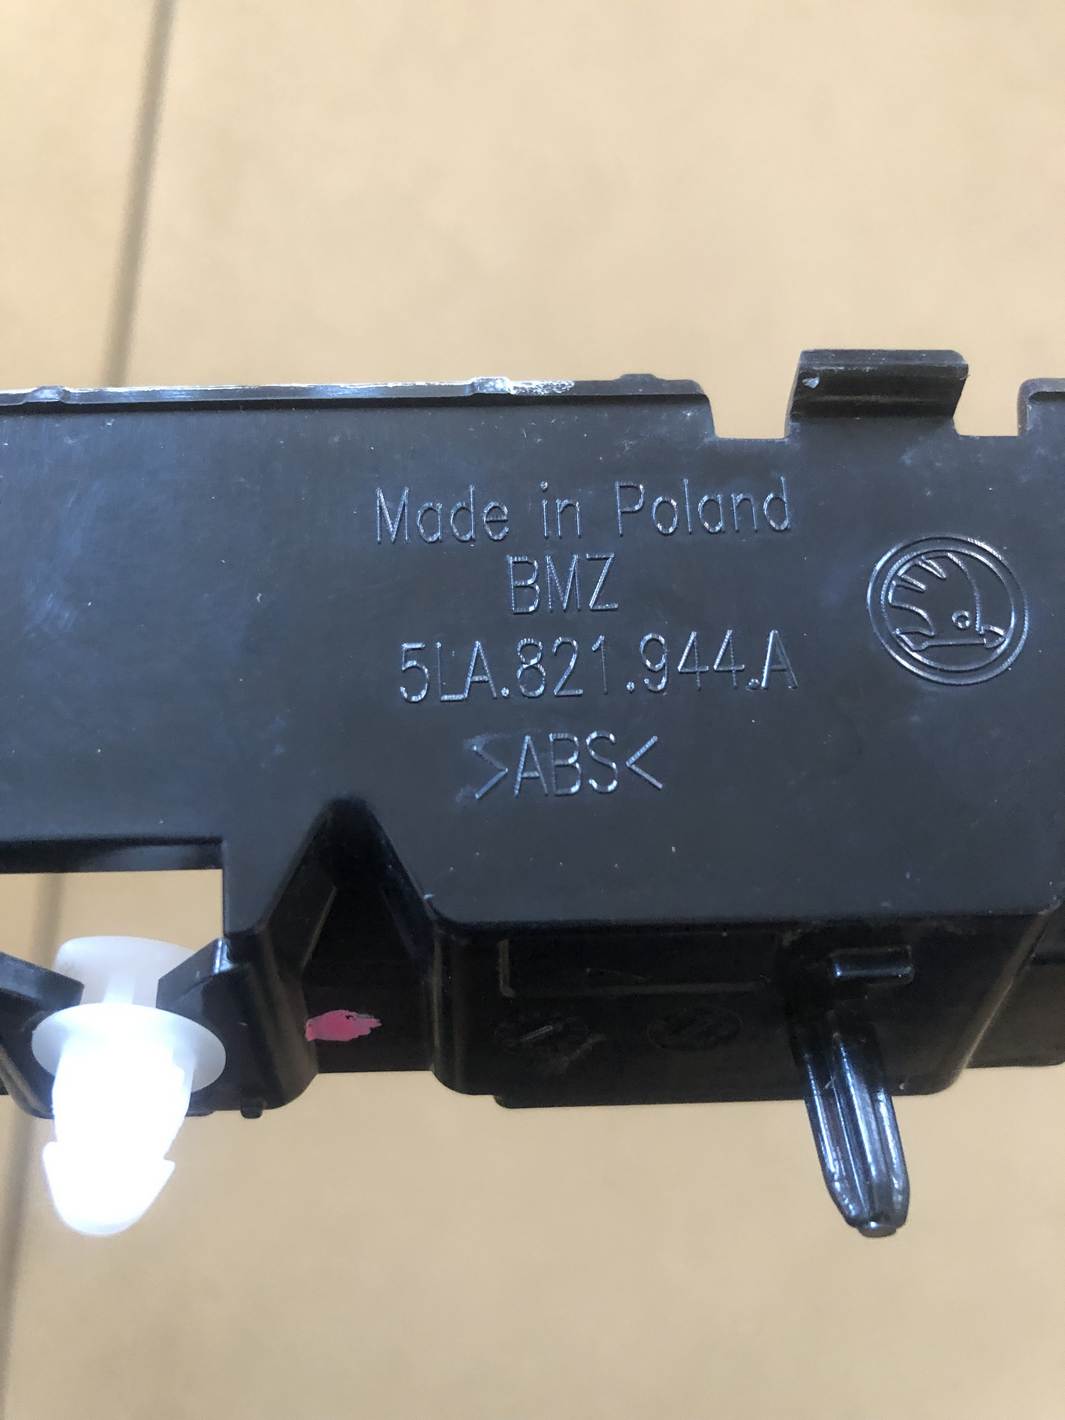 Made in Poland
BMZ
5LA.821.944.A
>ABS<